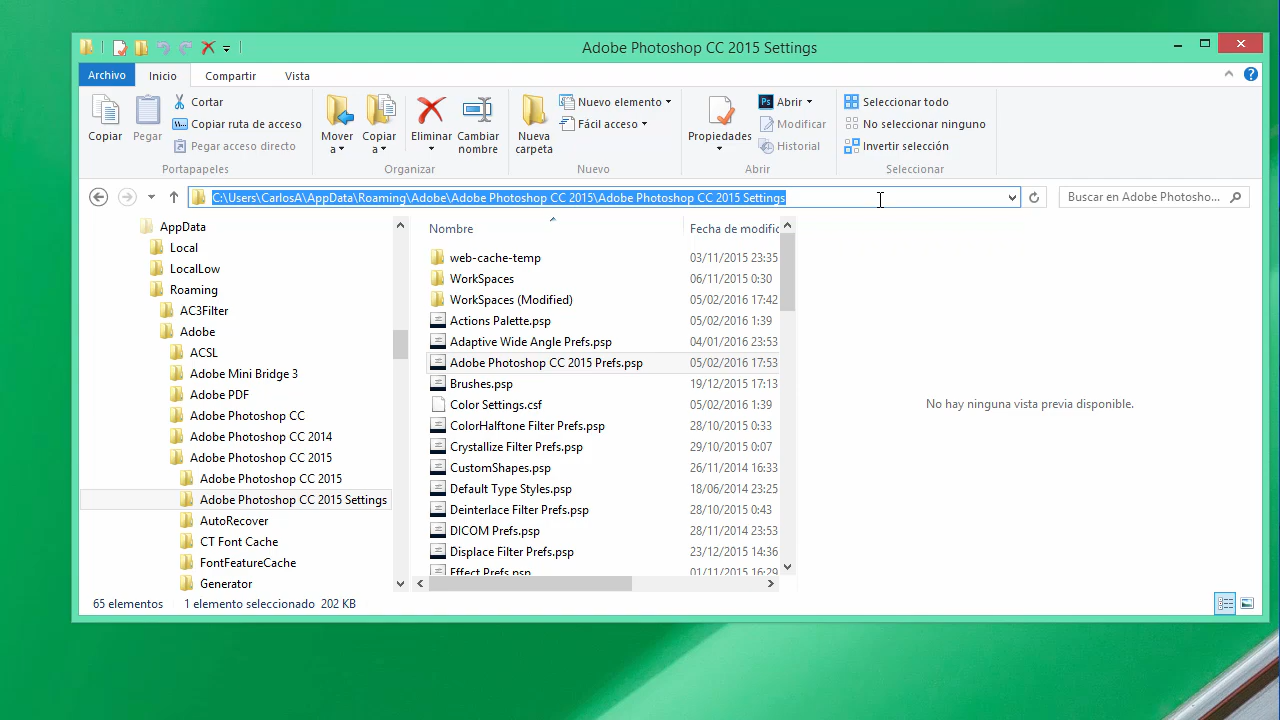 Adobe Photoshop CC 2015 Settings
Archivo Inicio Compartir Vista
Copiar
Pegar
Cortar
Copiar ruta de acceso
Pegar acceso directo
Portapapeles
Mover a
Copiar a
Eliminar
Cambiar nombre
Organizar
Nueva carpeta
Nuevo elemento
Fácil acceso
Nuevo
Propiedades
Abrir
Modificar
Historial
Abrir
Seleccionar todo
No seleccionar ninguno
Invertir selección
Seleccionar
C:\Users\CarlosA\AppData\Roaming\Adobe\Adobe Photoshop CC 2015\Adobe Photoshop CC 2015 Settings
Buscar en Adobe Photosho...
AppData
Local
LocalLow
Roaming
AC3Filter
Adobe
ACSL
Adobe Mini Bridge 3
Adobe PDF
Adobe Photoshop CC
Adobe Photoshop CC 2014
Adobe Photoshop CC 2015
Adobe Photoshop CC 2015
Adobe Photoshop CC 2015 Settings
AutoRecover
CT Font Cache
FontFeatureCache
Generator
Nombre Fecha de modific
web-cache-temp 03/11/2015 23:35
WorkSpaces 06/11/2015 0:30
WorkSpaces (Modified) 05/02/2016 17:42
Actions Palette.psp 05/02/2016 1:39
Adaptive Wide Angle Prefs.psp 04/01/2016 23:53
Adobe Photoshop CC 2015 Prefs.psp 05/02/2016 17:53
Brushes.psp 19/12/2015 17:13
Color Settings.csf 05/02/2016 1:39
ColorHalftone Filter Prefs.psp 28/10/2015 0:33
Crystallize Filter Prefs.psp 29/10/2015 0:07
CustomShapes.psp 26/11/2014 16:33
Default Type Styles.psp 18/06/2014 23:25
Deinterlace Filter Prefs.psp 28/10/2015 0:43
DICOM Prefs.psp 28/11/2014 23:53
Displace Filter Prefs.psp 23/12/2015 14:36
Effect Prefs.psp 01/11/2015 16:29
No hay ninguna vista previa disponible.
65 elementos 1 elemento seleccionado 202 KB